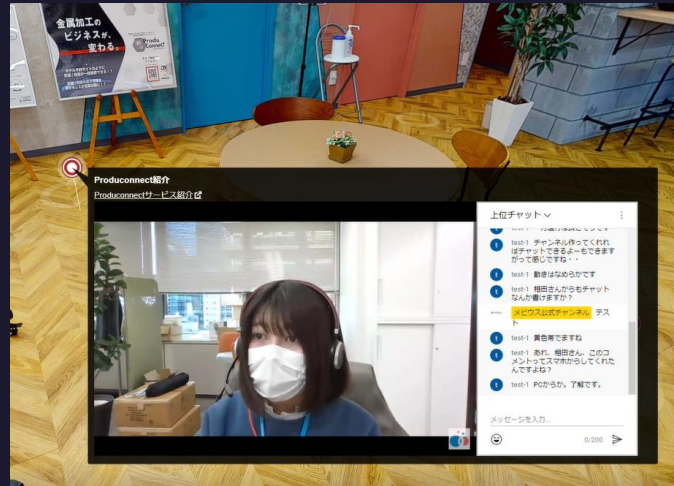 金属加工の
ビジネスが、
変わる。
Produ
Connect
Produconnect紹介
Produconnectサービス紹介
上位チャット
test-1 チャンネル作ってくれれ
ばチャットできるよーもできます
がって感じですね・・
test-1 動きはなめらかです
test-1 相田さんからもチャット
なんか書けますか？
メビウス公式チャンネル テス
ト
test-1 黄色帯でますね
test-1 あれ、相田さん、このコ
メントってスマホからしてくれた
んですよね？
test-1 PCからか。了解です。
メッセージを入力...
0/200